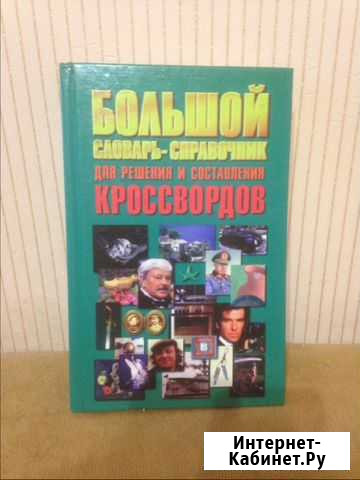 БОЛЬШОЙ
СЛОВАРЬ-СПРАВОЧНИК
ДЛЯ РЕШЕНИЯ И СОСТАВЛЕНИЯ
КРОССВОРДОВ
Интернет-
Кабинет.Ру